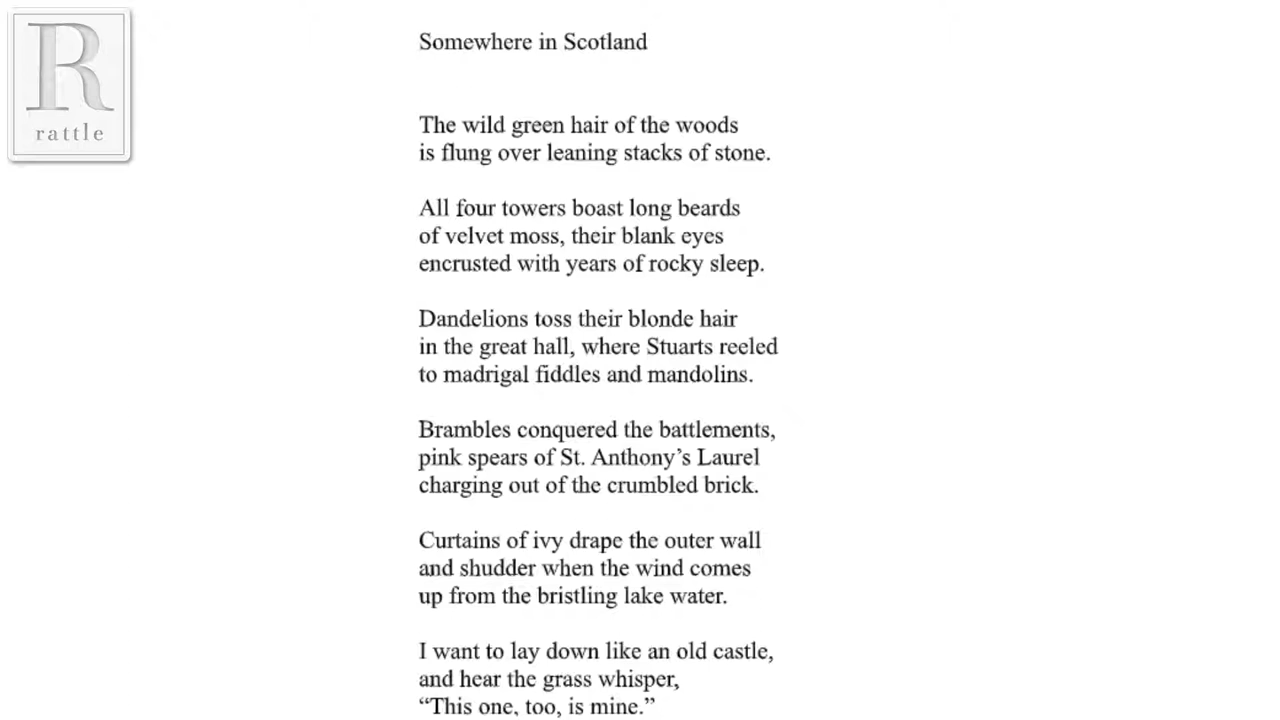 R
rattle
Somewhere in Scotland
The wild green hair of the woods
is flung over leaning stacks of stone.
All four towers boast long beards
of velvet moss, their blank eyes
encrusted with years of rocky sleep.
Dandelions toss their blonde hair
in the great hall, where Stuarts reeled
to madrigal fiddles and mandolins.
Brambles conquered the battlements,
pink spears of St. Anthony’s Laurel
charging out of the crumbled brick.
Curtains of ivy drape the outer wall
and shudder when the wind comes
up from the bristling lake water.
I want to lay down like an old castle,
and hear the grass whisper,
“This one, too, is mine.”